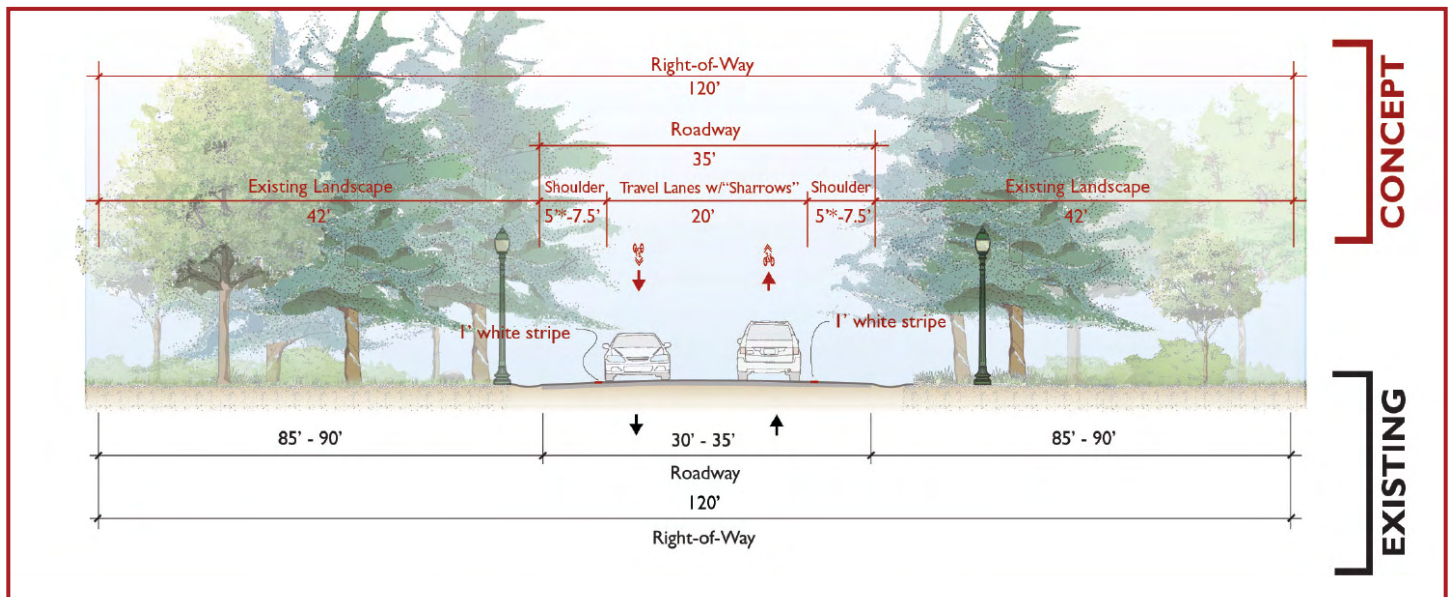 Right-of-Way
120’
Roadway
35’
Existing Landscape
Shoulder
Travel Lanes w/“Sharrows”
Shoulder
Existing Landscape
42’
5’*-7.5’
20’
5’*-7.5’
42’
1’ white stripe
1’ white stripe
CONCEPT
85’ - 90’
30’ - 35’
85’ - 90’
Roadway
120’
Right-of-Way
EXISTING